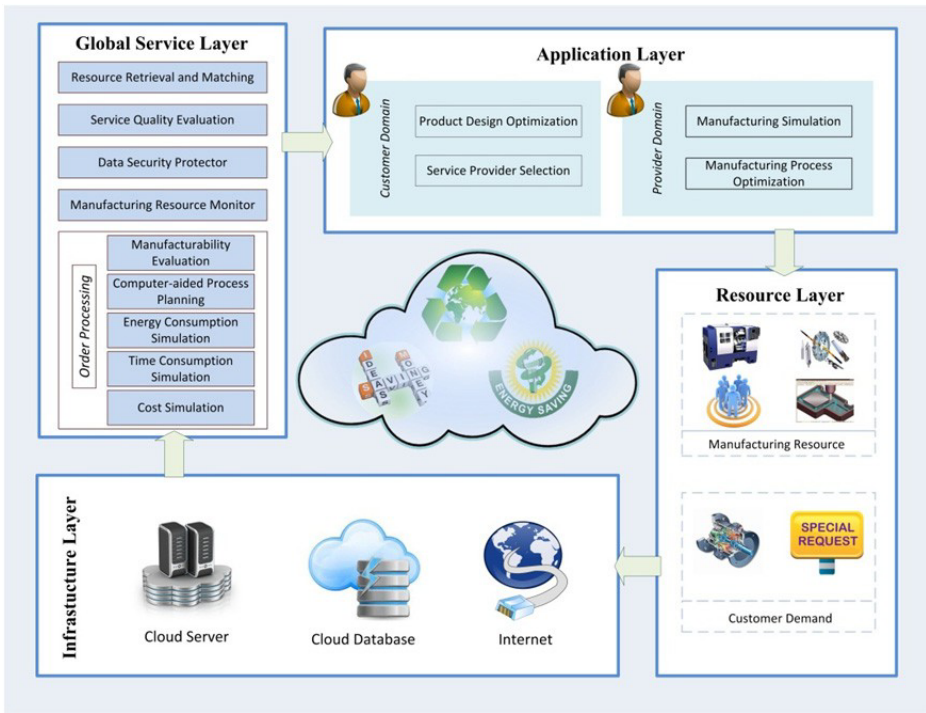 Global Service Layer
Resource Retrieval and Matching
Service Quality Evaluation
Data Security Protector
Manufacturing Resource Monitor
Order Processing
Manufacturability
Evaluation
Computer-aided Process
Planning
Energy Consumption
Simulation
Time Consumption
Simulation
Cost Simulation
Application Layer
Customer Domain
Product Design Optimization
Service Provider Selection
Provider Domain
Manufacturing Simulation
Manufacturing Process
Optimization
IDEAS
SAVING
MONEY
ENERGY SAVING
Resource Layer
Manufacturing Resource
SPECIAL
REQUEST
Customer Demand
Infrastucture Layer
Cloud Server
Cloud Database
Internet